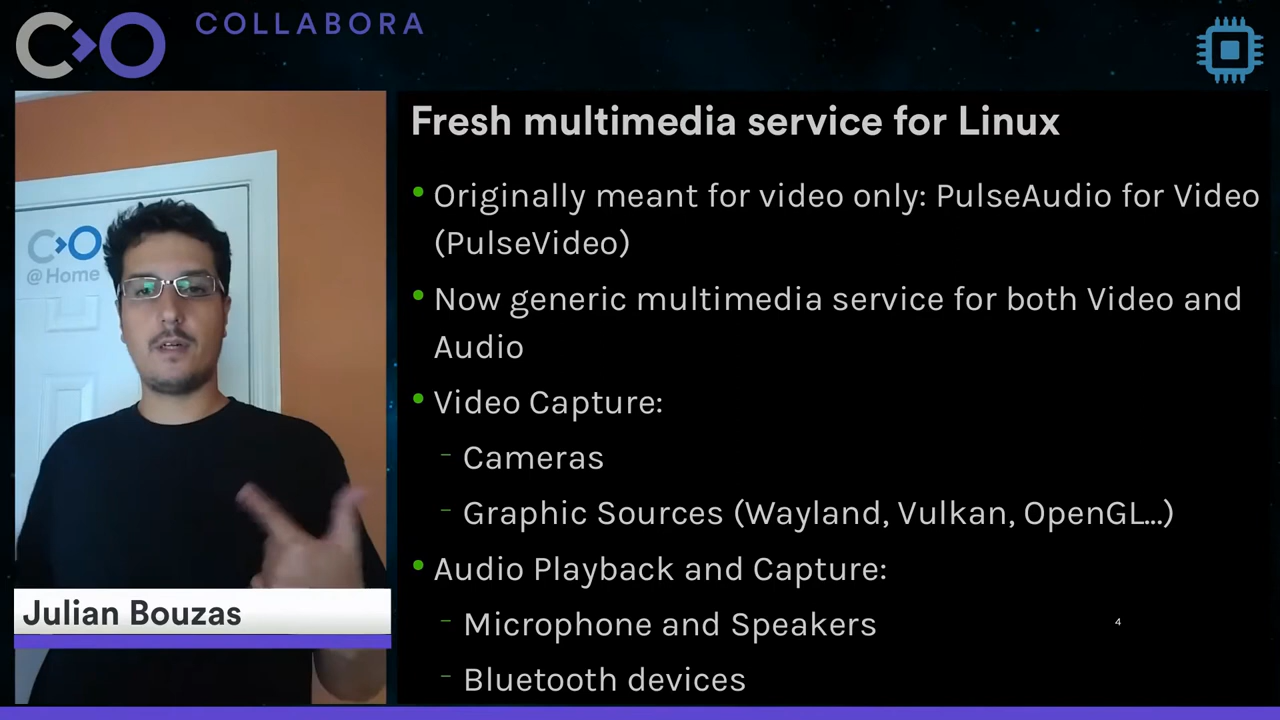 COLLABORA
@Home
Julian Bouzas
Fresh multimedia service for Linux
• Originally meant for video only: PulseAudio for Video
(PulseVideo)
• Now generic multimedia service for both Video and
Audio
• Video Capture:
– Cameras
– Graphic Sources (Wayland, Vulkan, OpenGL...)
• Audio Playback and Capture:
– Microphone and Speakers
– Bluetooth devices
4